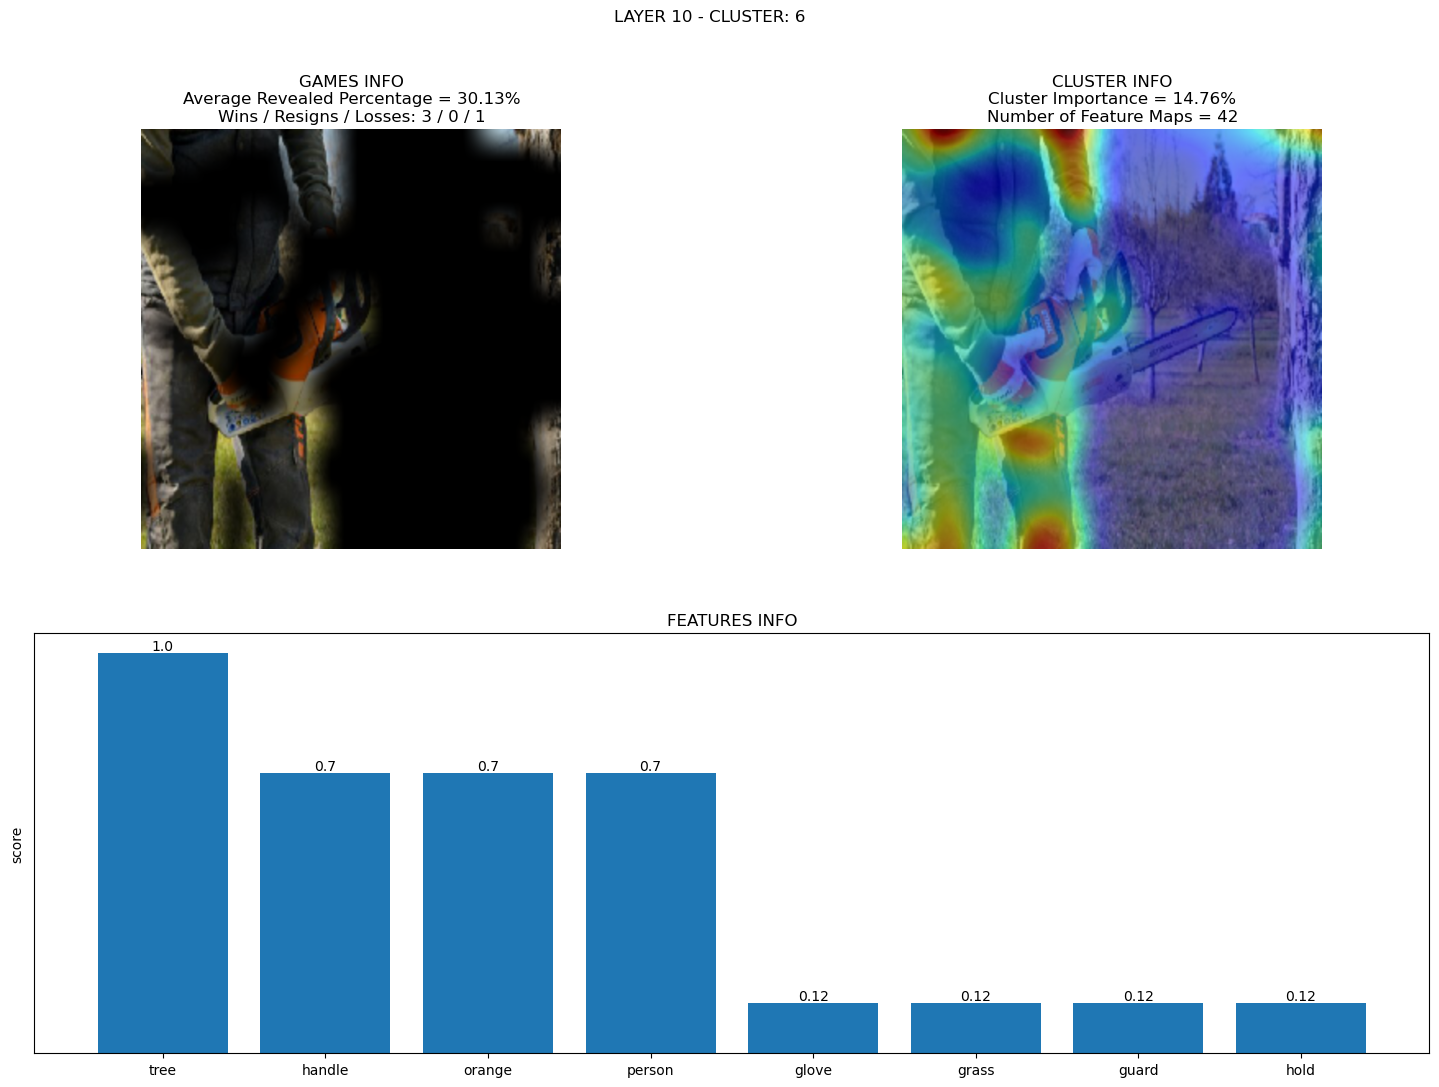 LAYER 10 - CLUSTER: 6
GAMES INFO
Average Revealed Percentage = 30.13%
Wins / Resigns / Losses: 3 / 0 / 1
CLUSTER INFO
Cluster Importance = 14.76%
Number of Feature Maps = 42
FEATURES INFO
score
1.0
0.7
0.7
0.7
0.12
0.12
0.12
0.12
tree
handle
orange
person
glove
grass
guard
hold